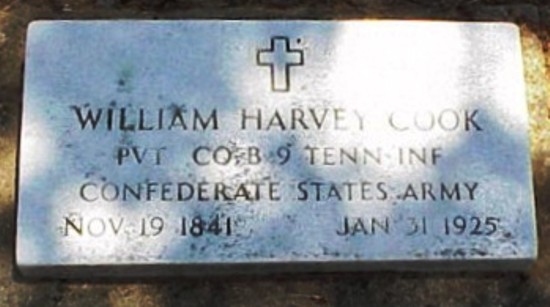 WILLIAM HARVEY COOK
PVT CO B 9 TENN INF
CONFEDERATE STATES ARMY
NOV 19 1841 JAN 31 1925